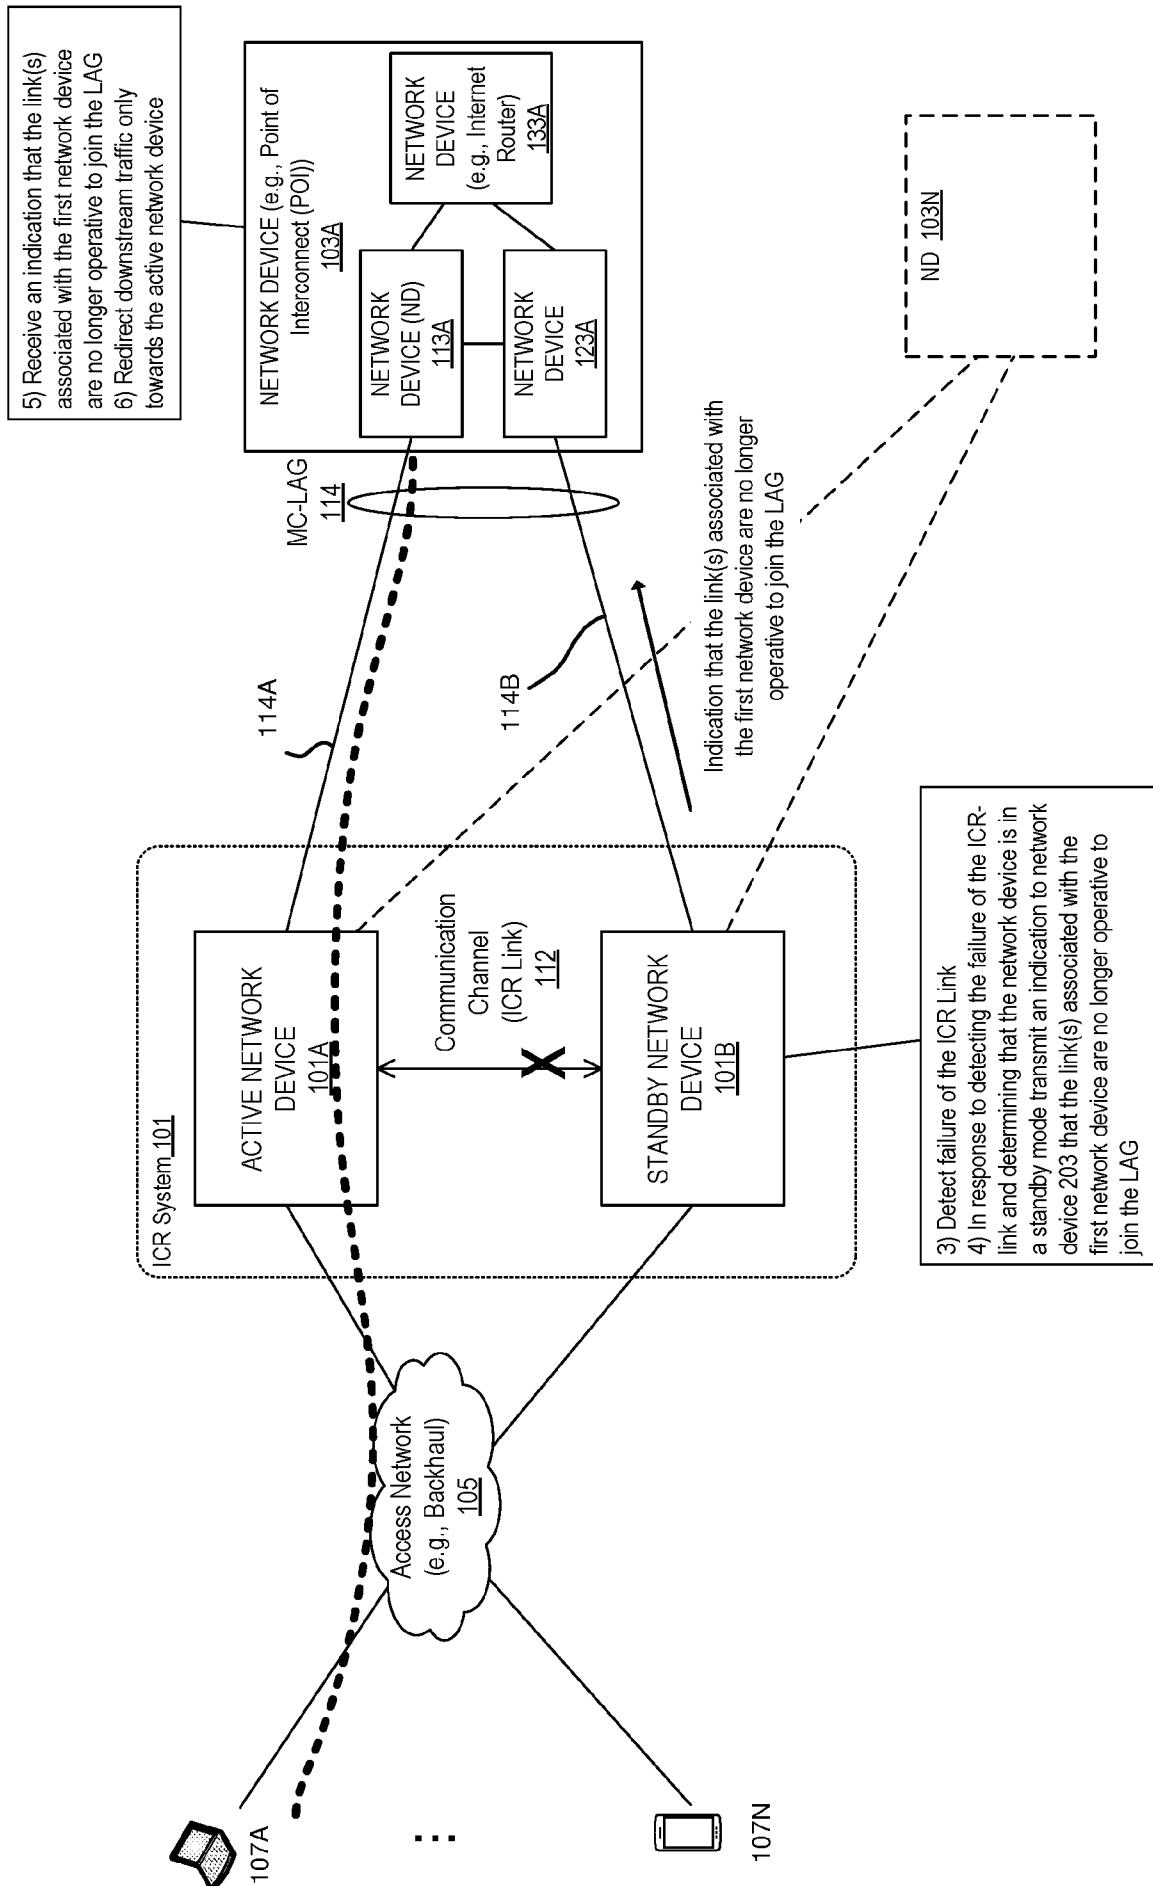 107A
...
107N
Access Network
(e.g., Backhaul)
105
ICR System 101
ACTIVE NETWORK
DEVICE
101A
Communication
Channel
(ICR Link)
112
X
STANDBY NETWORK
DEVICE
101B
3) Detect failure of the ICR Link
4) In response to detecting the failure of the ICR-
link and determining that the network device is in
a standby mode transmit an indication to network
device 203 that the link(s) associated with the
first network device are no longer operative to
join the LAG
114A
114B
Indication that the link(s) associated with
the first network device are no longer
operative to join the LAG
MC-LAG
114
5) Receive an indication that the link(s)
associated with the first network device
are no longer operative to join the LAG
6) Redirect downstream traffic only
towards the active network device
NETWORK DEVICE (e.g., Point of
Interconnect (POI))
103A
NETWORK
DEVICE (ND)
113A
NETWORK
DEVICE
123A
NETWORK
DEVICE
(e.g., Internet
Router)
133A
ND 103N